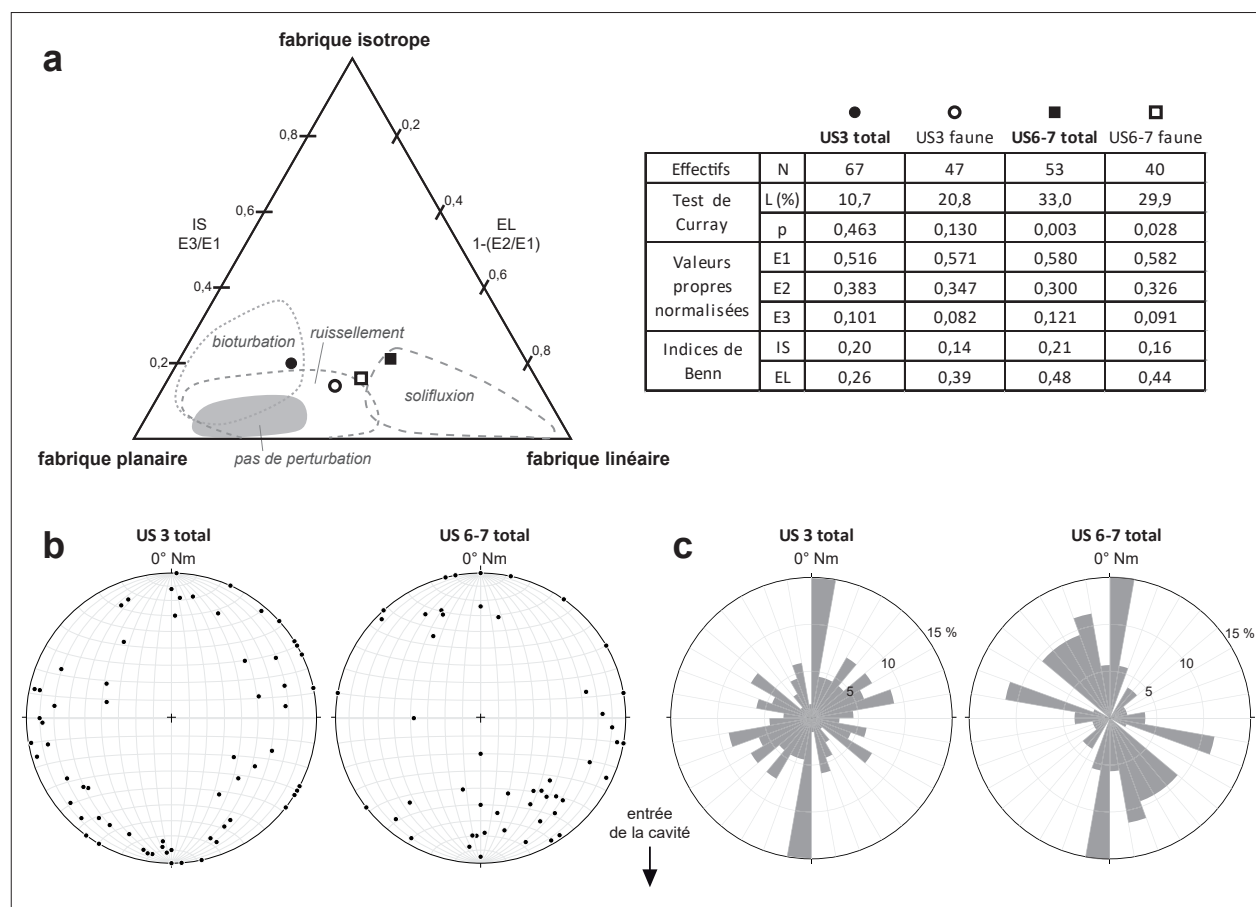 a
fabrique isotrope
0,8
0,2
0,6
0,4
IS
E3/E1
EL
1-(E2/E1)
0,4
0,6
0,2
0,8
bioturbation
ruissellement
solifluxion
fabrique planaire
pas de perturbation
fabrique linéaire
US3 total US3 faune US6-7 total US6-7 faune
Effectifs N 67 47 53 40
Test de Curray L (%) 10,7 20,8 33,0 29,9
p 0,463 0,130 0,003 0,028
Valeurs propres normalisées E1 0,516 0,571 0,580 0,582
E2 0,383 0,347 0,300 0,326
E3 0,101 0,082 0,121 0,091
Indices de Benn IS 0,20 0,14 0,21 0,16
EL 0,26 0,39 0,48 0,44
b
US 3 total
0° Nm
US 6-7 total
0° Nm
entrée
de la cavité
c
US 3 total
0° Nm
15 %
10
5
US 6-7 total
0° Nm
15 %
10
5